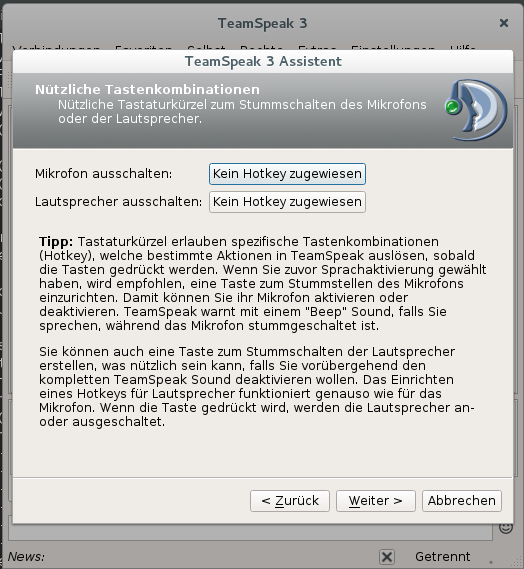 TeamSpeak 3
Verbindungen Favoriten Selbst Rechte Extras Einstellungen Hilfe
TeamSpeak 3 Assistent
Nützliche Tastenkombinationen
Nützliche Tastaturkürzel zum Stummschalten des Mikrofons
oder der Lautsprecher.
Mikrofon ausschalten: Kein Hotkey zugewiesen
Lautsprecher ausschalten: Kein Hotkey zugewiesen
Tipp: Tastaturkürzel erlauben spezifische Tastenkombinationen
(Hotkey), welche bestimmte Aktionen in TeamSpeak auslösen, sobald
die Tasten gedrückt werden. Wenn Sie zuvor Sprachaktivierung gewählt
haben, wird empfohlen, eine Taste zum Stummstellen des Mikrofons
einzurichten. Damit können Sie ihr Mikrofon aktivieren oder
deaktivieren. TeamSpeak warnt mit einem "Beep" Sound, falls Sie
sprechen, während das Mikrofon stummgeschaltet ist.
Sie können auch eine Taste zum Stummschalten der Lautsprecher
erstellen, was nützlich sein kann, falls Sie vorübergehend den
kompletten TeamSpeak Sound deaktivieren wollen. Das Einrichten
eines Hotkeys für Lautsprecher funktioniert genauso wie für das
Mikrofon. Wenn die Taste gedrückt wird, werden die Lautsprecher an-
oder ausgeschaltet.
< Zurück Weiter > Abbrechen
News: Getrennt